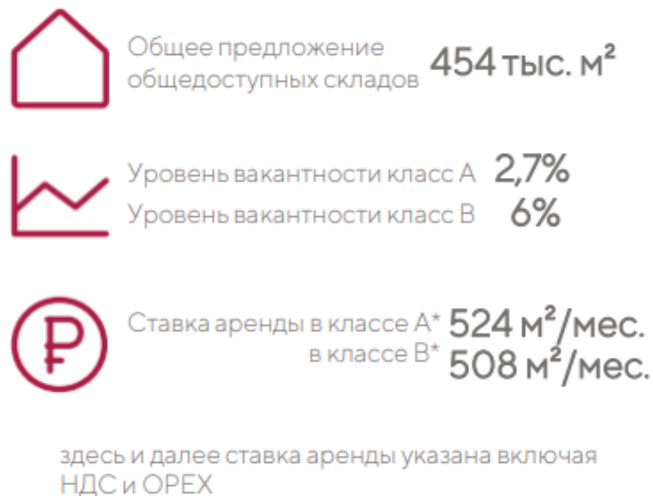 Общее предложение
общедоступных складов 454 тыс. м²
Уровень вакантности класс А 2,7%
Уровень вакантности класс В 6%
Ставка аренды в классе А* 524 м²/мес.
в классе В* 508 м²/мес.
здесь и далее ставка аренды указана включая
НДС и OPEX